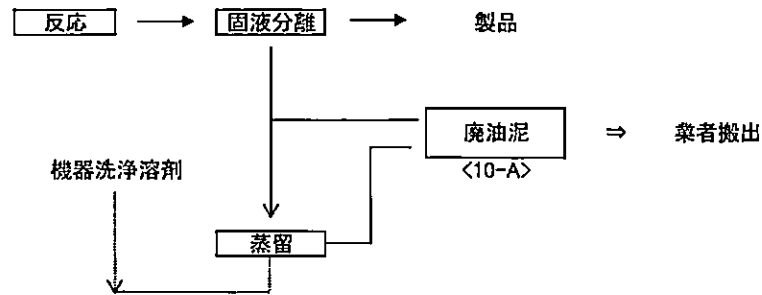 反応
固液分離
製品
廃油泥
⇒
業者搬出
<10-A>
機器洗浄溶剤
蒸留